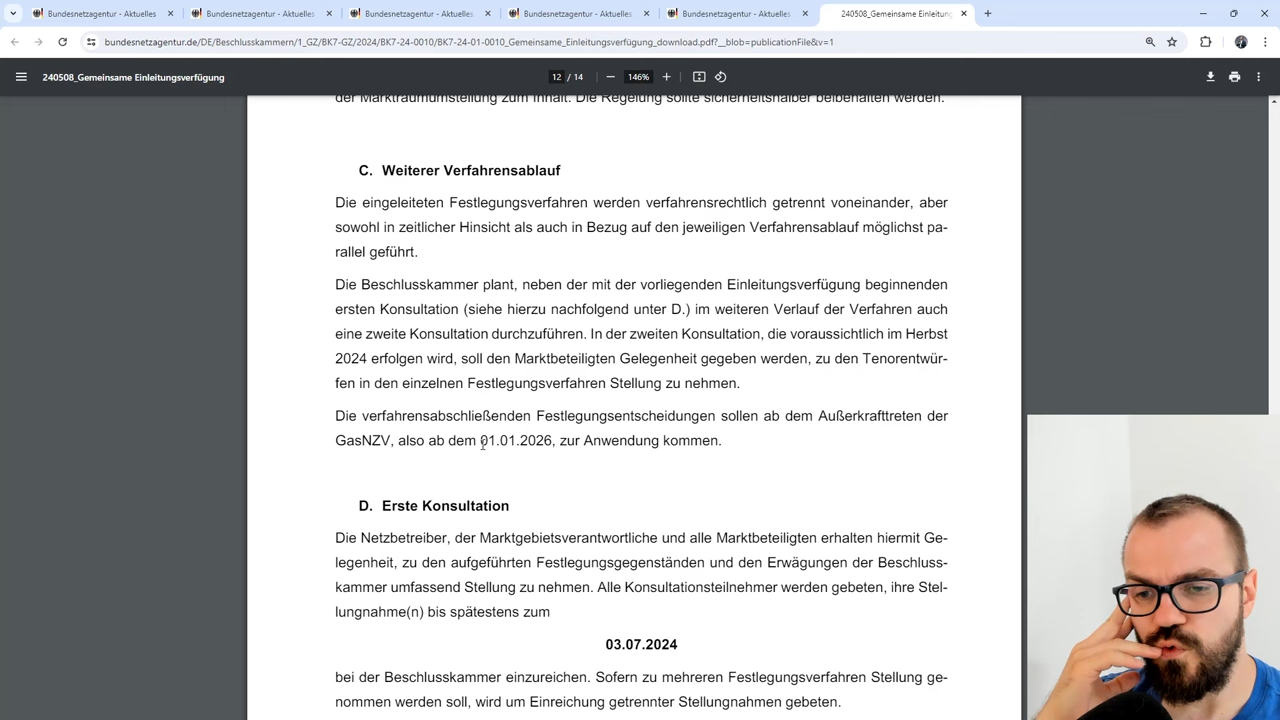 Bundesnetzagentur - Aktuelles
Bundesnetzagentur - Aktuelles
Bundesnetzagentur - Aktuelles
Bundesnetzagentur - Aktuelles
Bundesnetzagentur - Aktuelles
240508_Gemeinsame Einleitung
bundesnetzagentur.de/DE/Beschlusskammern/1_GZ/BK7-GZ/2024/BK7-24-0010/BK7-24-01-0010_Gemeinsame_Einleitungsverfügung_download.pdf?__blob=publicationFile&v=1
240508_Gemeinsame Einleitungsverfügung
12 / 14
146%
der Marktraumumstellung zum Inhalt. Die Regelung sollte sicherheitshalber beibehalten werden.
C. Weiterer Verfahrensablauf
Die eingeleiteten Festlegungsverfahren werden verfahrensrechtlich getrennt voneinander, aber
sowohl in zeitlicher Hinsicht als auch in Bezug auf den jeweiligen Verfahrensablauf möglichst pa-
rallel geführt.
Die Beschlusskammer plant, neben der mit der vorliegenden Einleitungsverfügung beginnenden
ersten Konsultation (siehe hierzu nachfolgend unter D.) im weiteren Verlauf der Verfahren auch
eine zweite Konsultation durchzuführen. In der zweiten Konsultation, die voraussichtlich im Herbst
2024 erfolgen wird, soll den Marktbeteiligten Gelegenheit gegeben werden, zu den Tenorentwür-
fen in den einzelnen Festlegungsverfahren Stellung zu nehmen.
Die verfahrensabschließenden Festlegungsentscheidungen sollen ab dem Außerkrafttreten der
GasNZV, also ab dem 01.01.2026, zur Anwendung kommen.
D. Erste Konsultation
Die Netzbetreiber, der Marktgebietsverantwortliche und alle Marktbeteiligten erhalten hiermit Ge-
legenheit, zu den aufgeführten Festlegungsgegenständen und den Erwägungen der Beschluss-
kammer umfassend Stellung zu nehmen. Alle Konsultationsteilnehmer werden gebeten, ihre Stel-
lungnahme(n) bis spätestens zum
03.07.2024
bei der Beschlusskammer einzureichen. Sofern zu mehreren Festlegungsverfahren Stellung ge-
nommen werden soll, wird um Einreichung getrennter Stellungnahmen gebeten.